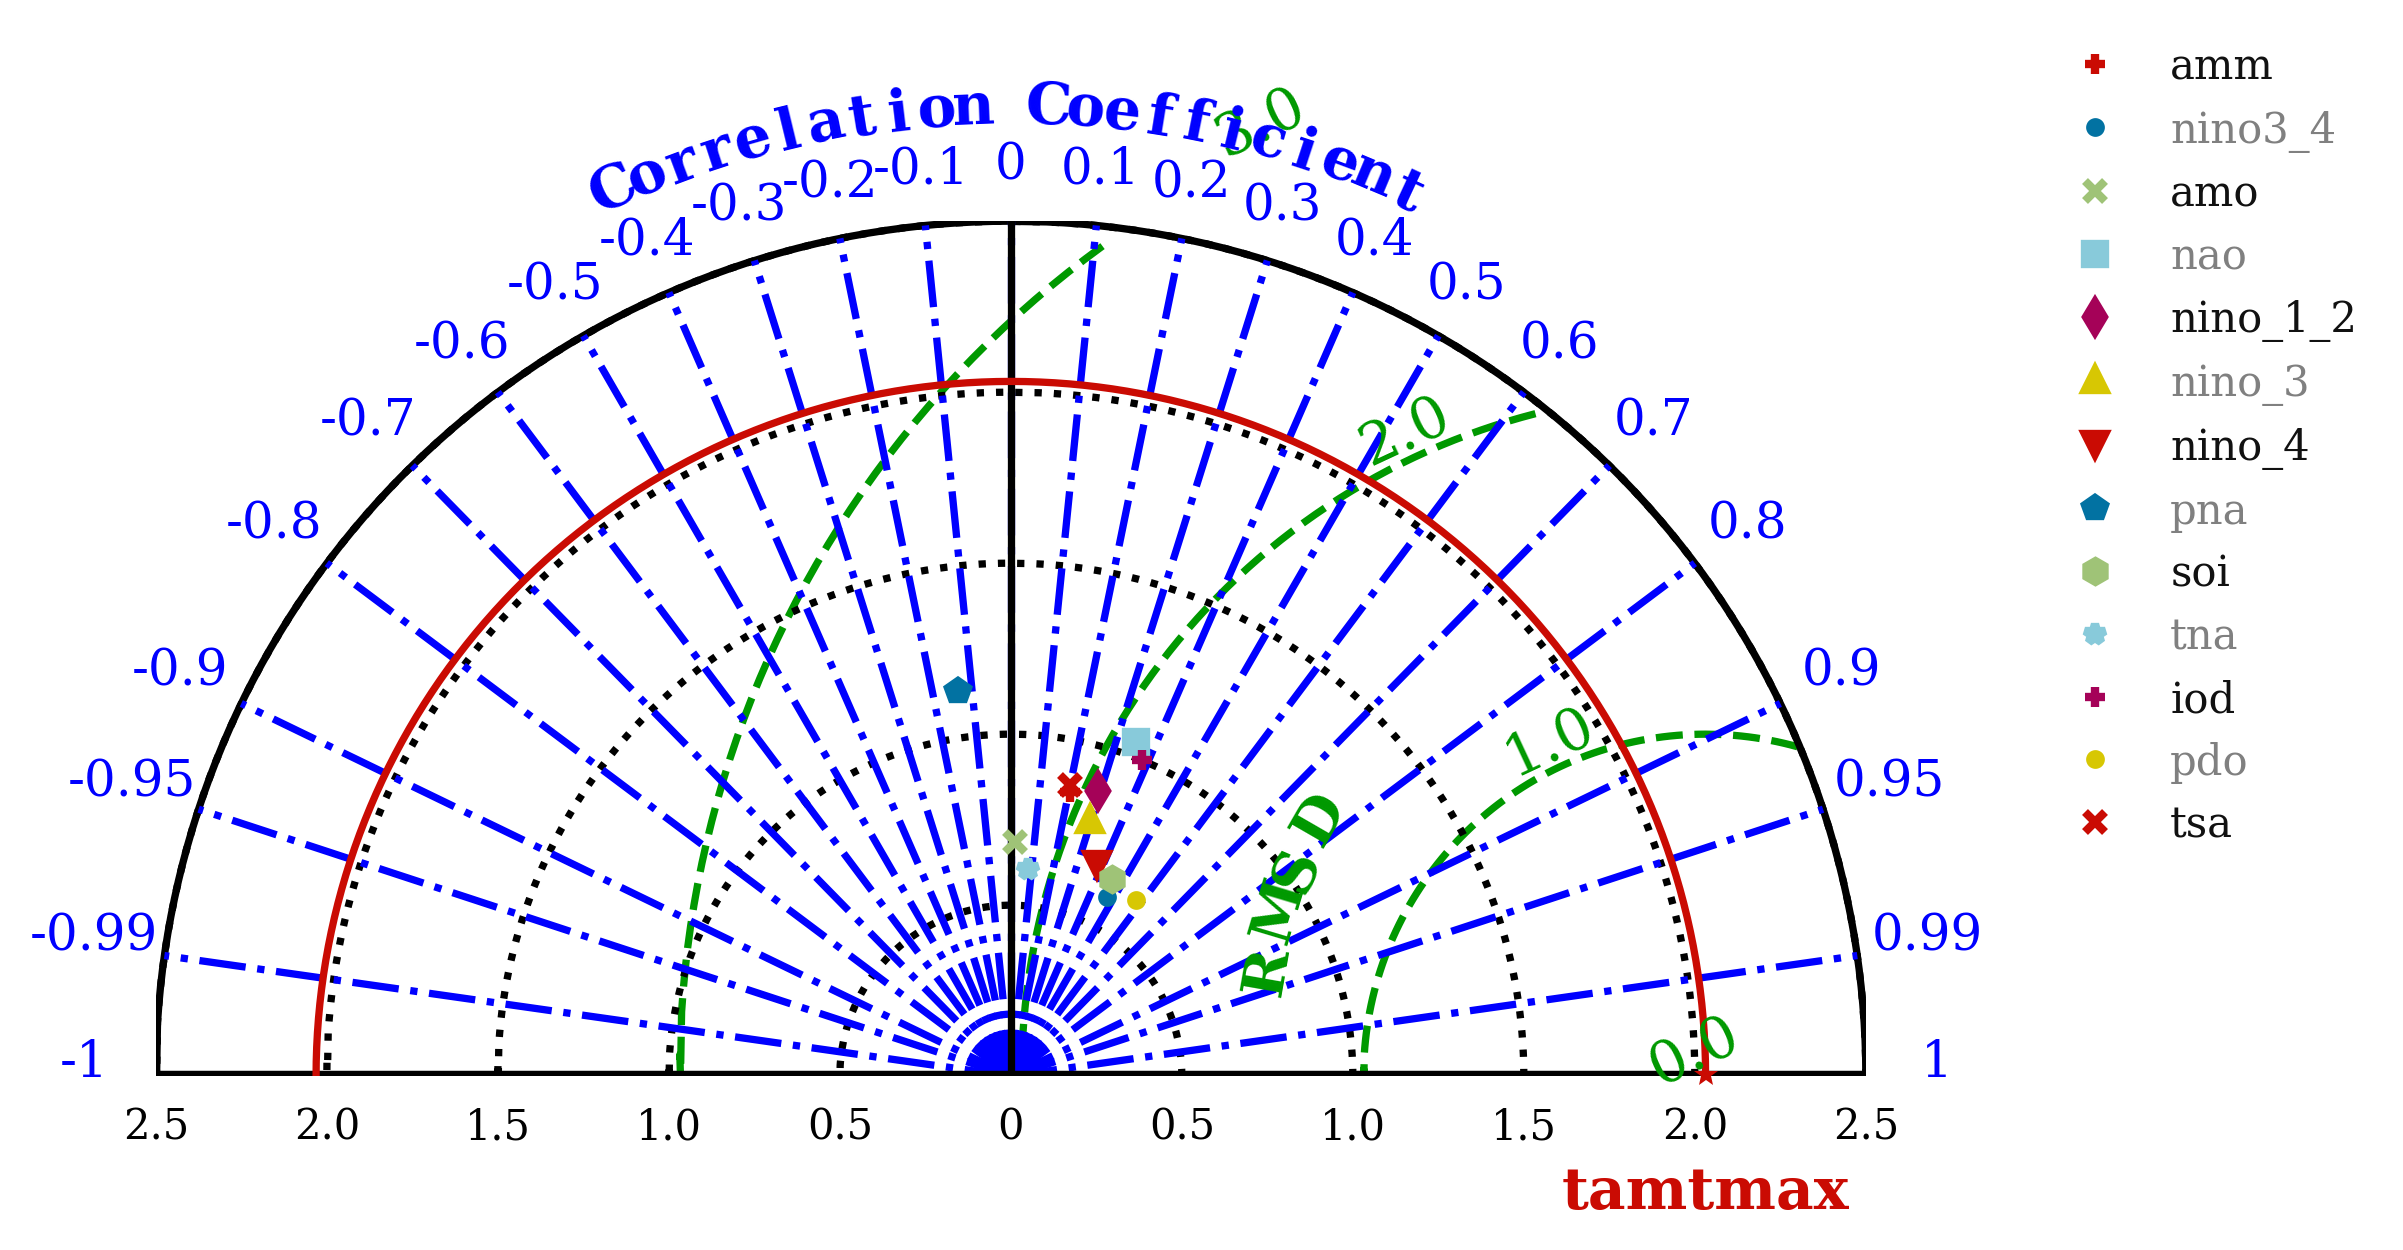 Correlation Coefficient
3.0
-1
-0.99
-0.95
-0.9
-0.8
-0.7
-0.6
-0.5
-0.4
-0.3
-0.2
-0.1
0
0.1
0.2
0.3
0.4
0.5
0.6
0.7
0.8
0.9
0.95
0.99
1
2.0
1.0
0.0
RMSD
2.5 2.0 1.5 1.0 0.5 0 0.5 1.0 1.5 2.0 2.5
tamtmax
amm
nino3_4
amo
nao
nino_1_2
nino_3
nino_4
pna
soi
tna
iod
pdo
tsa